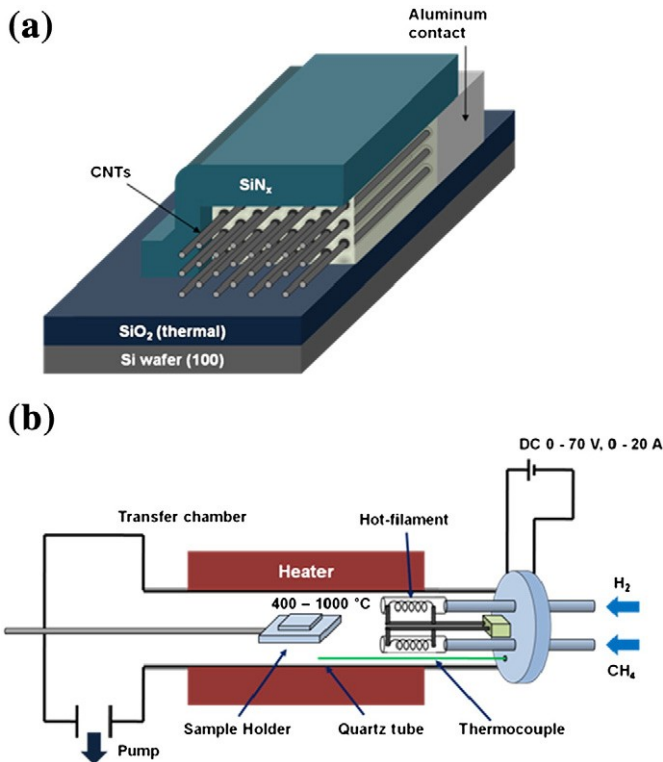 (a)
Aluminum
contact
CNTs
SiNₓ
SiO₂ (thermal)
Si wafer (100)
(b)
DC 0 - 70 V, 0 - 20 A
Transfer chamber
Hot-filament
Heater
400 – 1000 °C
H₂
CH₄
Sample Holder
Quartz tube
Thermocouple
Pump